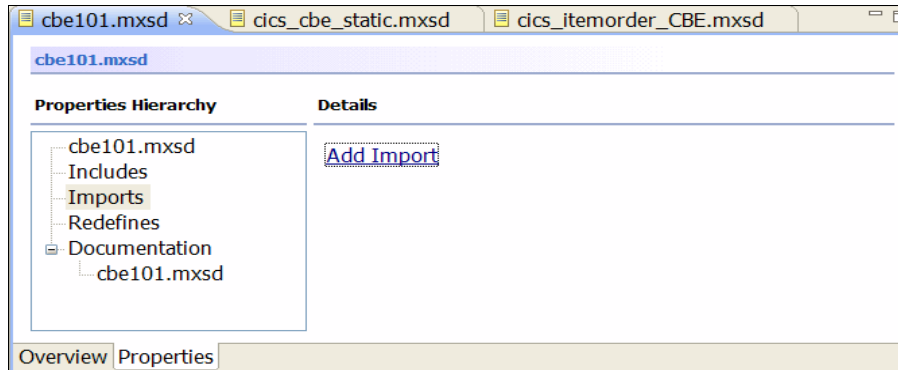 cbe101.mxsd cics_cbe_static.mxsd cics_itemorder_CBE.mxsd
cbe101.mxsd
Properties Hierarchy Details
cbe101.mxsd
Add Import
Includes
Imports
Redefines
Documentation
cbe101.mxsd
Overview Properties